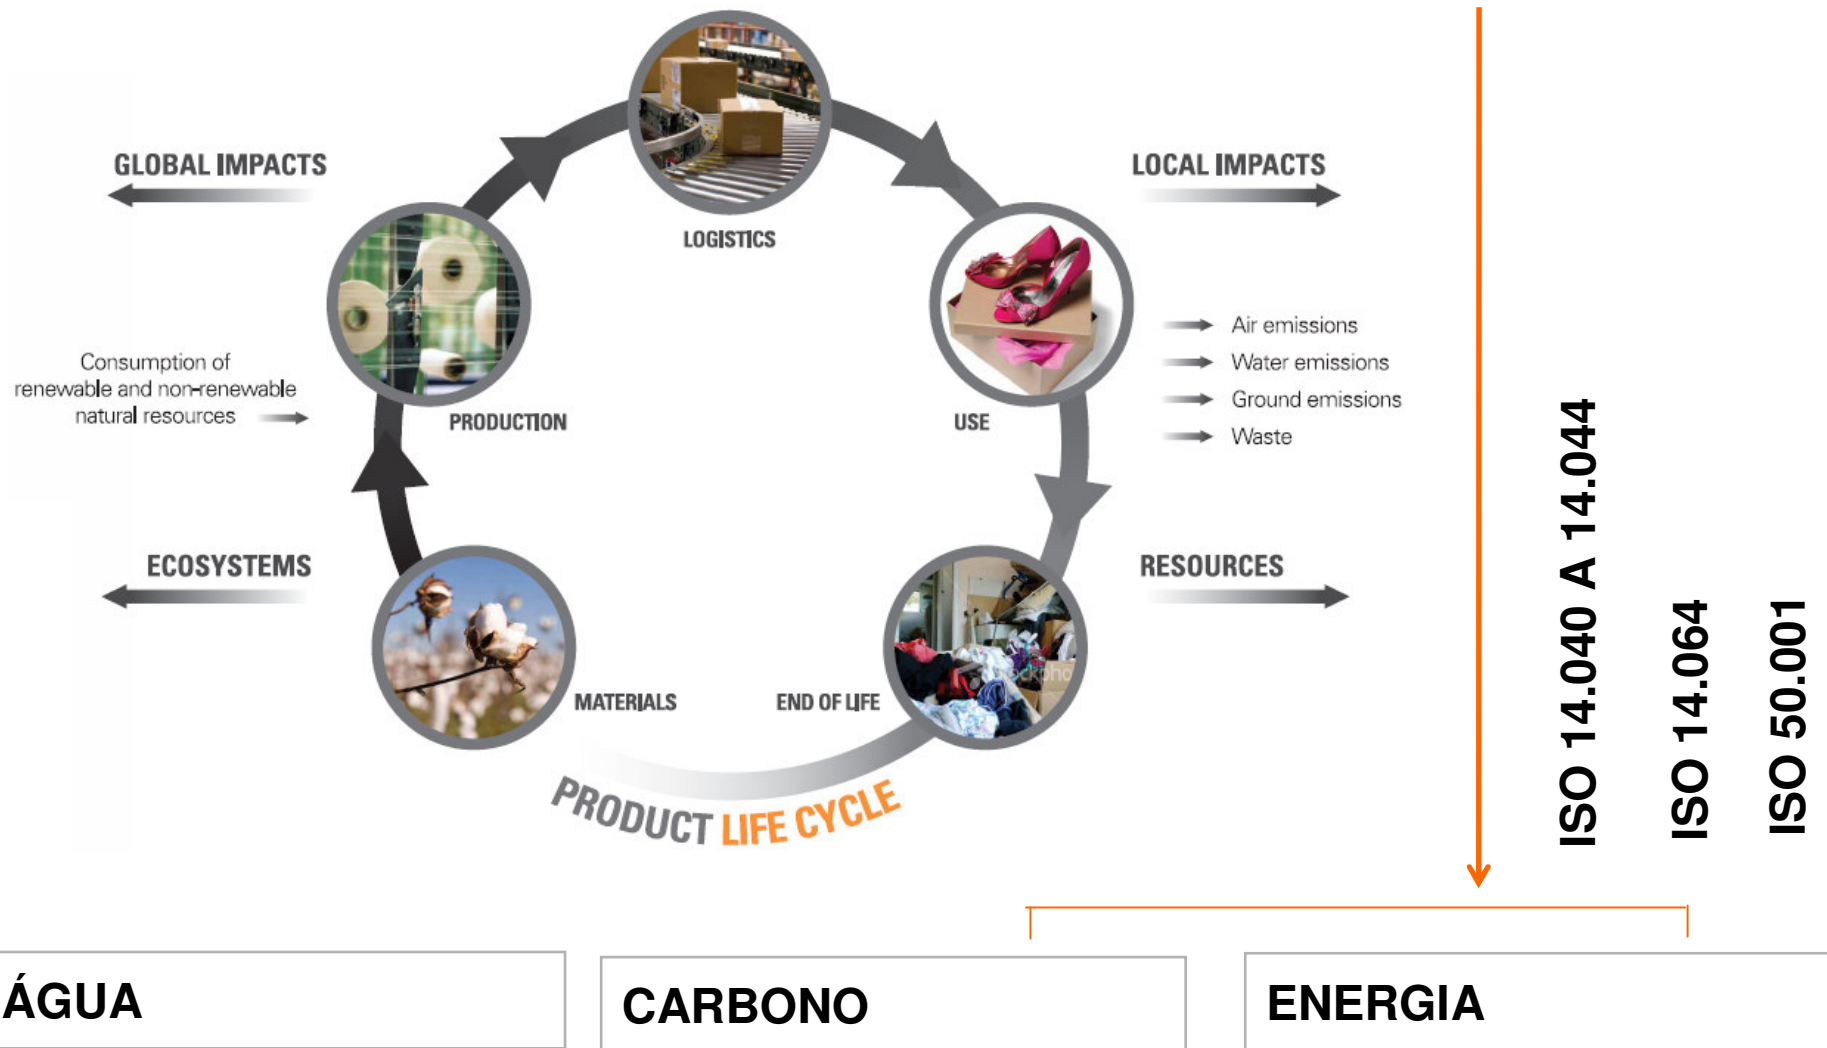 GLOBAL IMPACTS
LOCAL IMPACTS
LOGISTICS
Consumption of
renewable and non-renewable
natural resources
PRODUCTION
USE
Air emissions
Water emissions
Ground emissions
Waste
ECOSYSTEMS
RESOURCES
MATERIALS
END OF LIFE
PRODUCT LIFE CYCLE
ISO 14.040 A 14.044
ISO 14.064
ISO 50.001
ÁGUA
CARBONO
ENERGIA